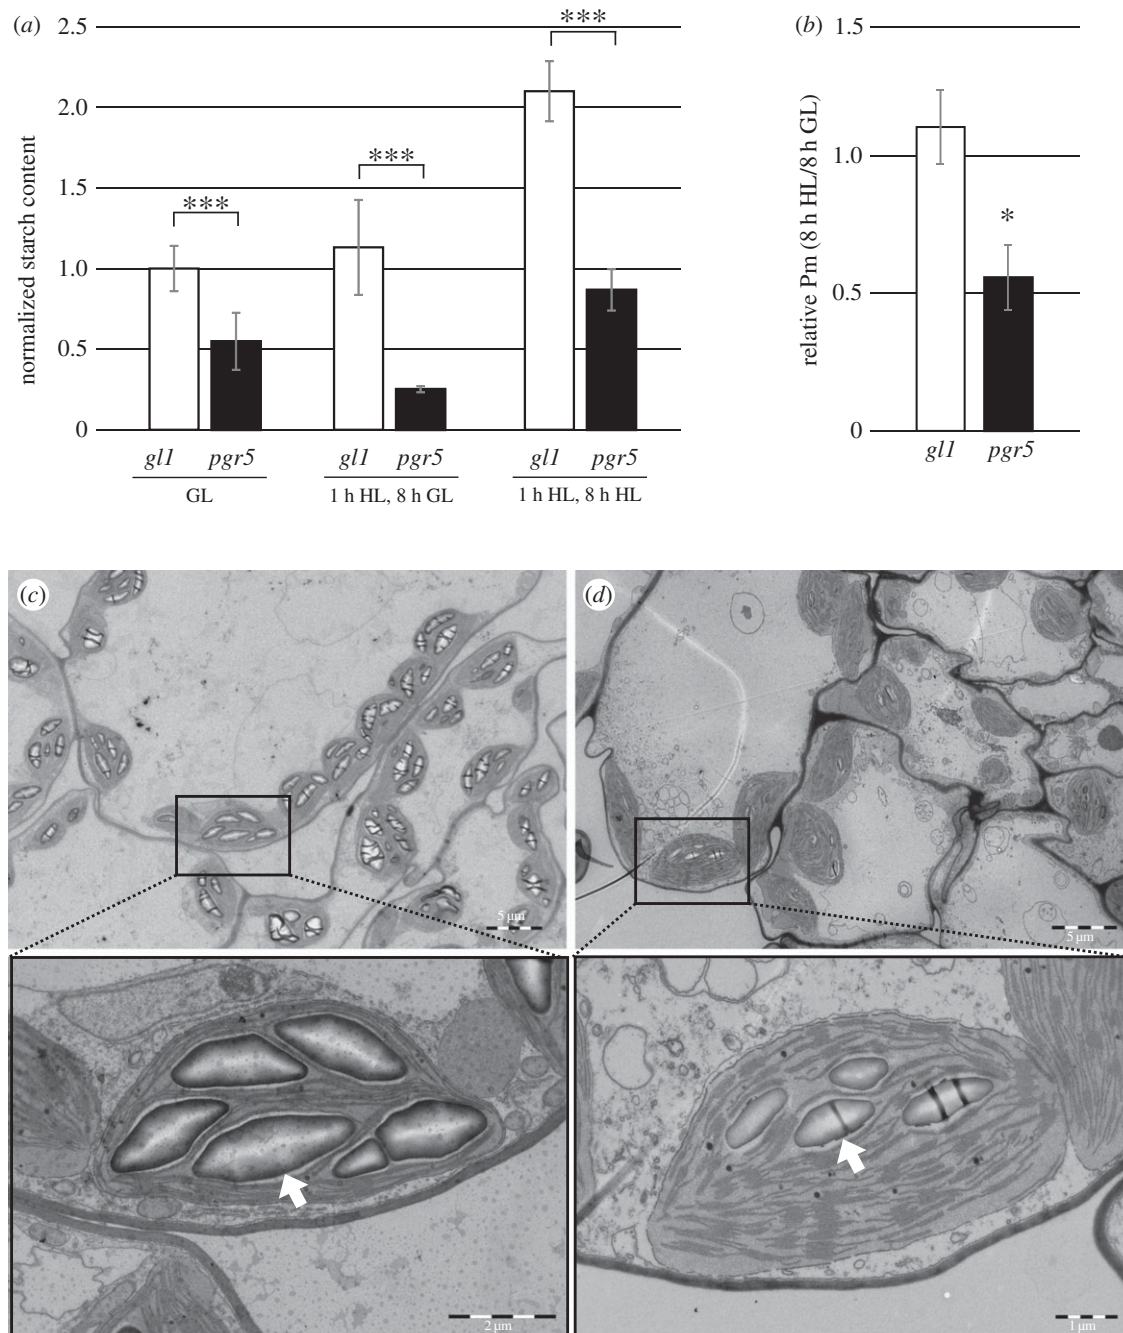 (a)
2.5
2.0
1.5
1.0
0.5
0
normalized starch content
***
***
***
gl1 pgr5 gl1 pgr5 gl1 pgr5
GL 1 h HL, 8 h GL 1 h HL, 8 h HL
(b)
1.5
1.0
0.5
0
relative Pm (8 h HL/8 h GL)
*
gl1 pgr5
(c)
5 µm
(d)
5 µm
2 µm
1 µm